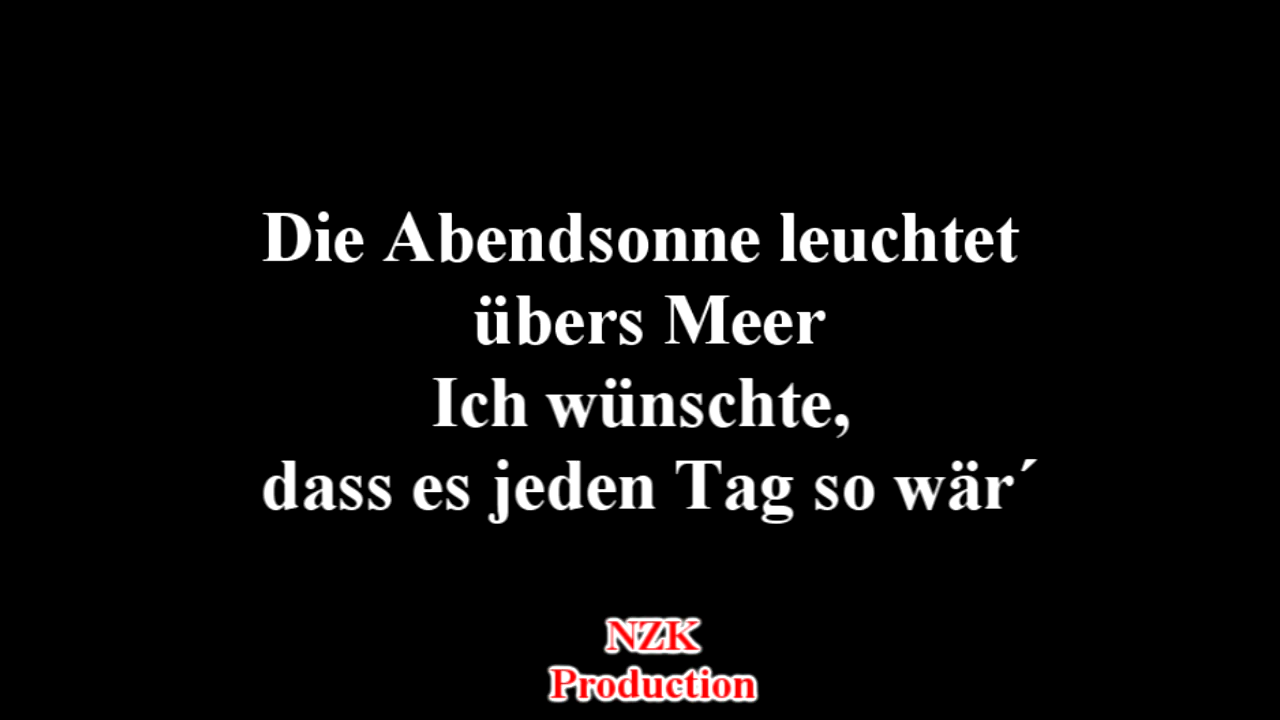 Die Abendsonne leuchtet
übers Meer
Ich wünschte,
dass es jeden Tag so wär´
NZK
Production